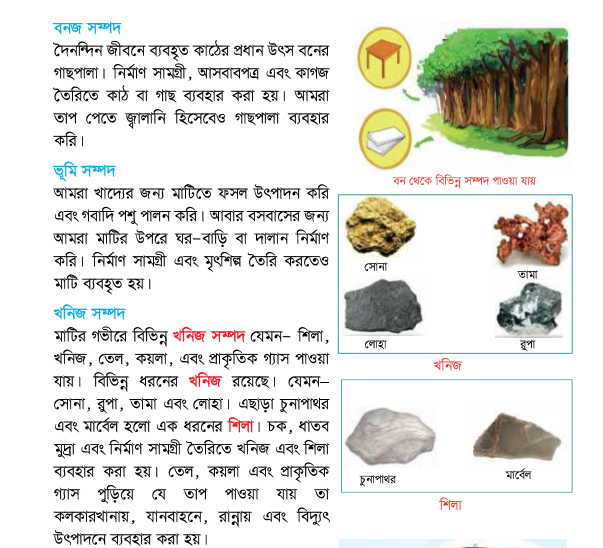 বনজ সম্পদ
দৈনন্দিন জীবনে ব্যবহৃত কাঠের প্রধান উৎস বনের
গাছপালা। নির্মাণ সামগ্রী, আসবাবপত্র এবং কাগজ
তৈরিতে কাঠ বা গাছ ব্যবহার করা হয়। আমরা
তাপ পেতে জ্বালানি হিসেবেও গাছপালা ব্যবহার
করি।
বন থেকে বিভিন্ন সম্পদ পাওয়া যায়
ভূমি সম্পদ
আমরা খাদ্যের জন্য মাটিতে ফসল উৎপাদন করি
এবং গবাদি পশু পালন করি। আবার বসবাসের জন্য
আমরা মাটির উপরে ঘর-বাড়ি বা দালান নির্মাণ
করি। নির্মাণ সামগ্রী এবং মৃৎশিল্প তৈরি করতেও
মাটি ব্যবহৃত হয়।
সোনা
তামা
লোহা
রুপা
খনিজ
খনিজ সম্পদ
মাটির গভীরে বিভিন্ন খনিজ সম্পদ যেমন- শিলা,
খনিজ, তেল, কয়লা, এবং প্রাকৃতিক গ্যাস পাওয়া
যায়। বিভিন্ন ধরনের খনিজ রয়েছে। যেমন-
সোনা, রুপা, তামা এবং লোহা। এছাড়া চুনাপাথর
এবং মার্বেল হলো এক ধরনের শিলা। চক, ধাতব
মুদ্রা এবং নির্মাণ সামগ্রী তৈরিতে খনিজ এবং শিলা
ব্যবহার করা হয়। তেল, কয়লা এবং প্রাকৃতিক
গ্যাস পুড়িয়ে যে তাপ পাওয়া যায় তা
কলকারখানায়, যানবাহনে, রান্নায় এবং বিদ্যুৎ
উৎপাদনে ব্যবহার করা হয়।
চুনাপাথর
মার্বেল
শিলা